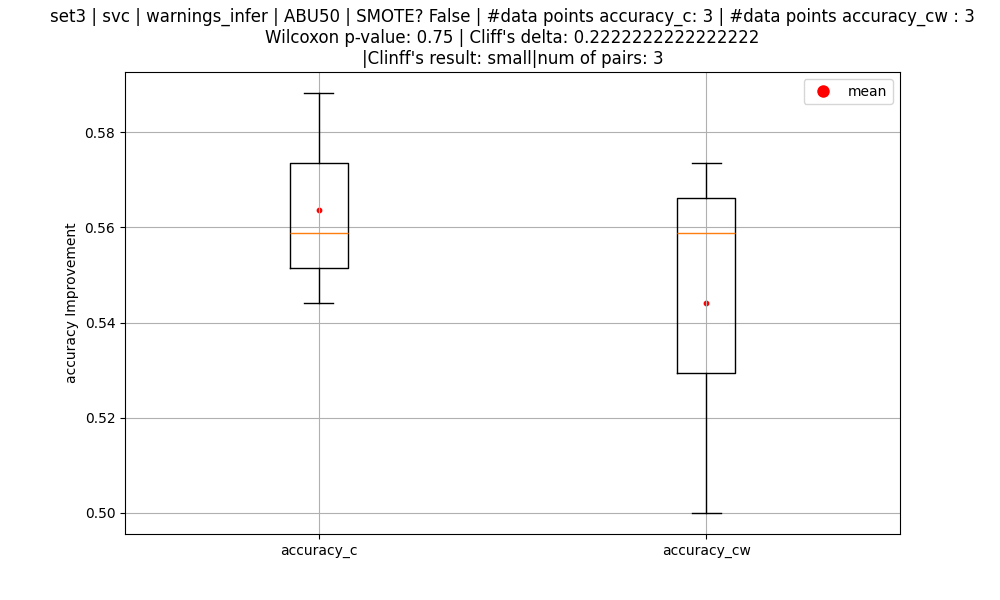 set3 | svc | warnings_infer | ABU50 | SMOTE? False | #data points accuracy_c: 3 | #data points accuracy_cw : 3
Wilcoxon p-value: 0.75 | Cliff's delta: 0.2222222222222222
|Clinff's result: small|num of pairs: 3
mean
0.58
0.56
0.54
0.52
0.50
accuracy Improvement
accuracy_c
accuracy_cw